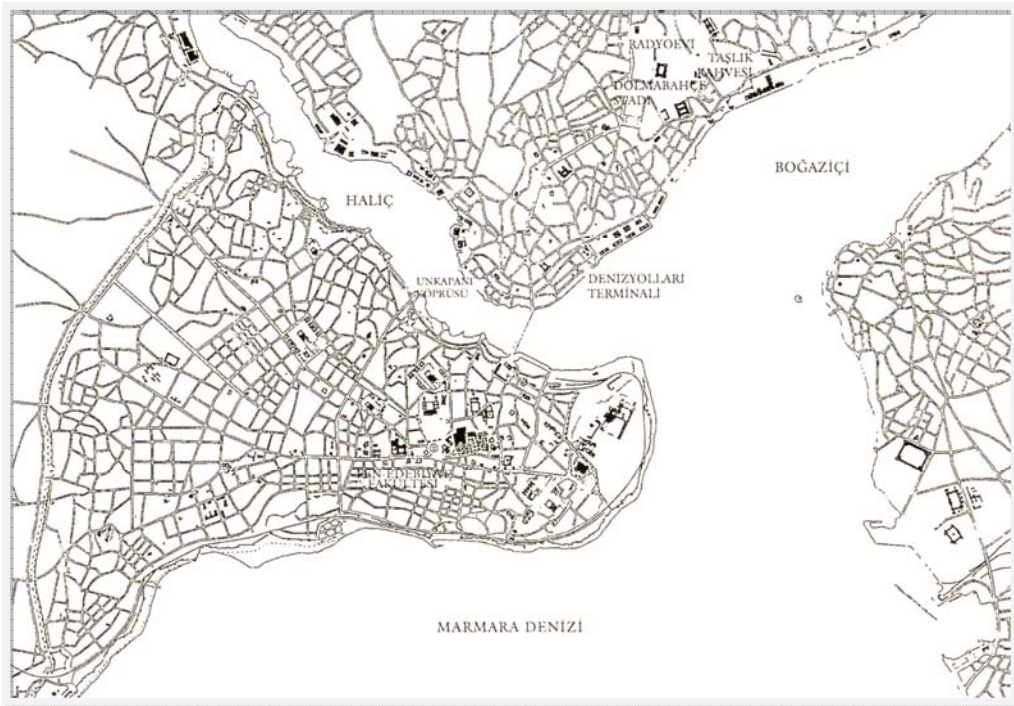 RADYOEVİ
TAŞLIK
KAHVESİ
DOLMABAHÇE
STADI
BOĞAZİÇİ
HALİÇ
UNKAPANI
KÖPRÜSÜ
DENİZYOLLARI
TERMİNALİ
FEN-EDEBİYAT
FAKÜLTESİ
MARMARA DENİZİ